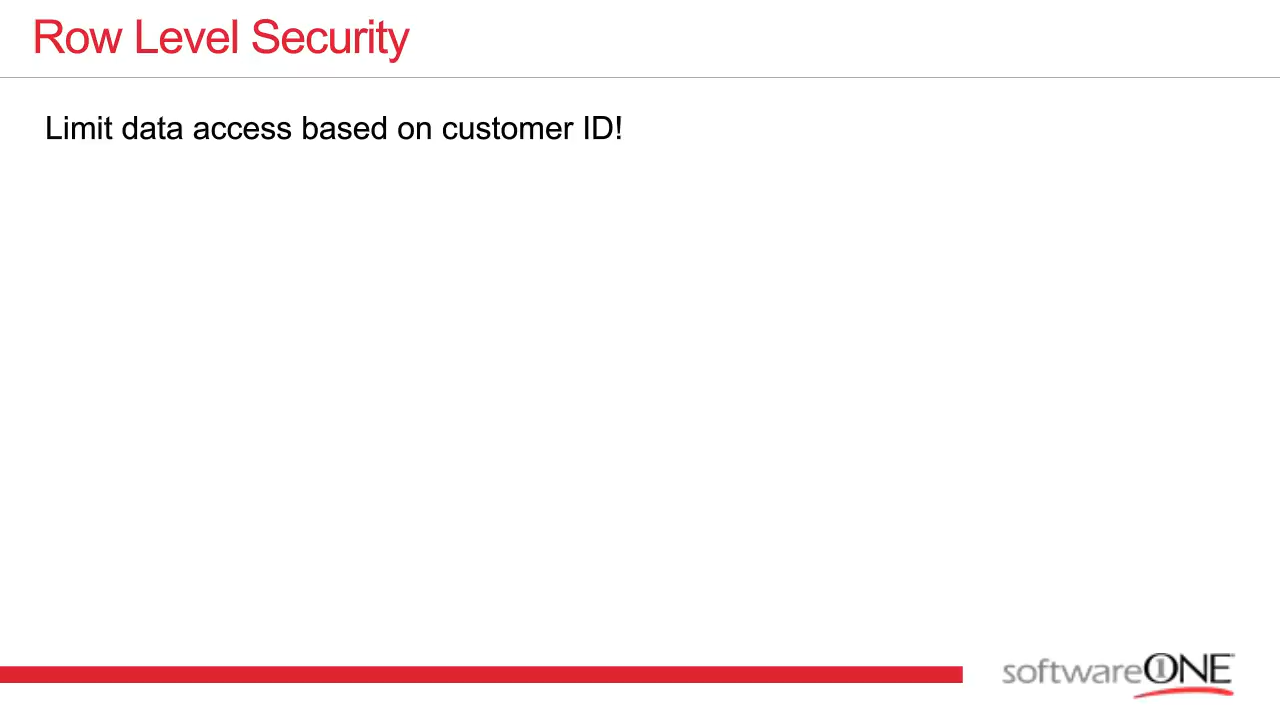 Row Level Security
Limit data access based on customer ID!
softwareONE